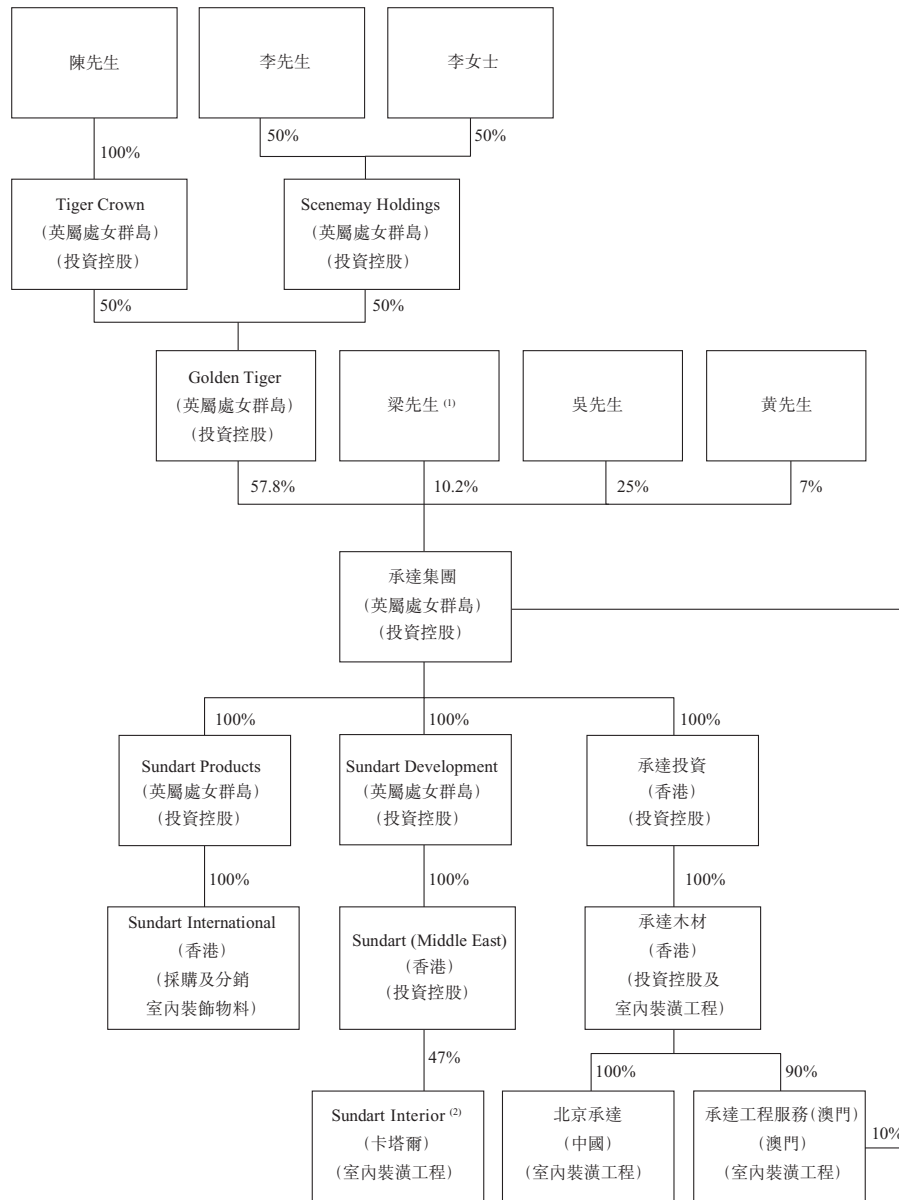 陳先生
李先生
李女士
100%
50%
50%
Tiger Crown
(英屬處女群島)
(投資控股)
Scenemay Holdings
(英屬處女群島)
(投資控股)
50%
50%
Golden Tiger
(英屬處女群島)
(投資控股)
梁先生 (1)
吳先生
黃先生
57.8%
10.2%
25%
7%
承達集團
(英屬處女群島)
(投資控股)
100%
100%
100%
Sundart Products
(英屬處女群島)
(投資控股)
Sundart Development
(英屬處女群島)
(投資控股)
承達投資
(香港)
(投資控股)
100%
100%
100%
Sundart International
(香港)
(採購及分銷
室內裝飾物料)
Sundart (Middle East)
(香港)
(投資控股)
承達木材
(香港)
(投資控股及
室內裝潢工程)
47%
100%
90%
Sundart Interior (2)
(卡塔爾)
(室內裝潢工程)
北京承達
(中國)
(室內裝潢工程)
承達工程服務(澳門)
(澳門)
(室內裝潢工程)
10%